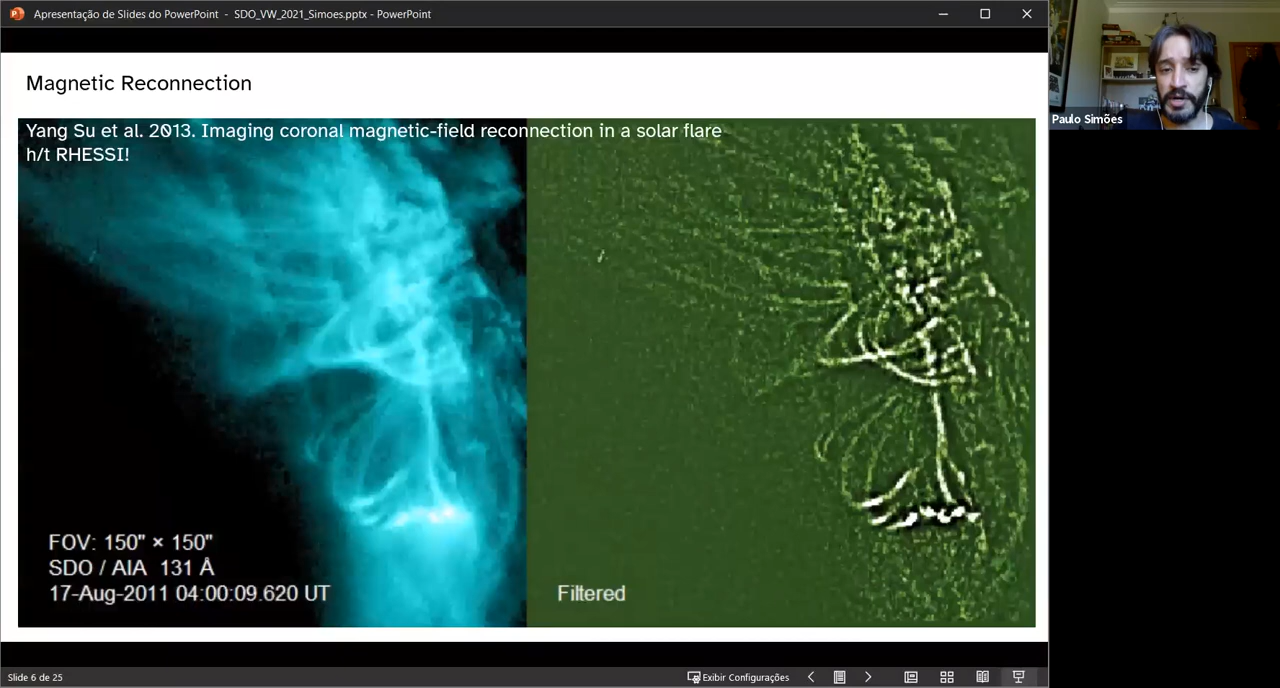 Apresentação de Slides do PowerPoint - SDO_VW_2021_Simoes.pptx - PowerPoint
Magnetic Reconnection
Yang Su et al. 2013. Imaging coronal magnetic-field reconnection in a solar flare
h/t RHESSI!
FOV: 150" × 150"
SDO / AIA 131 Å
17-Aug-2011 04:00:09.620 UT
Filtered
Paulo Simões
Slide 6 de 25
Exibir Configurações